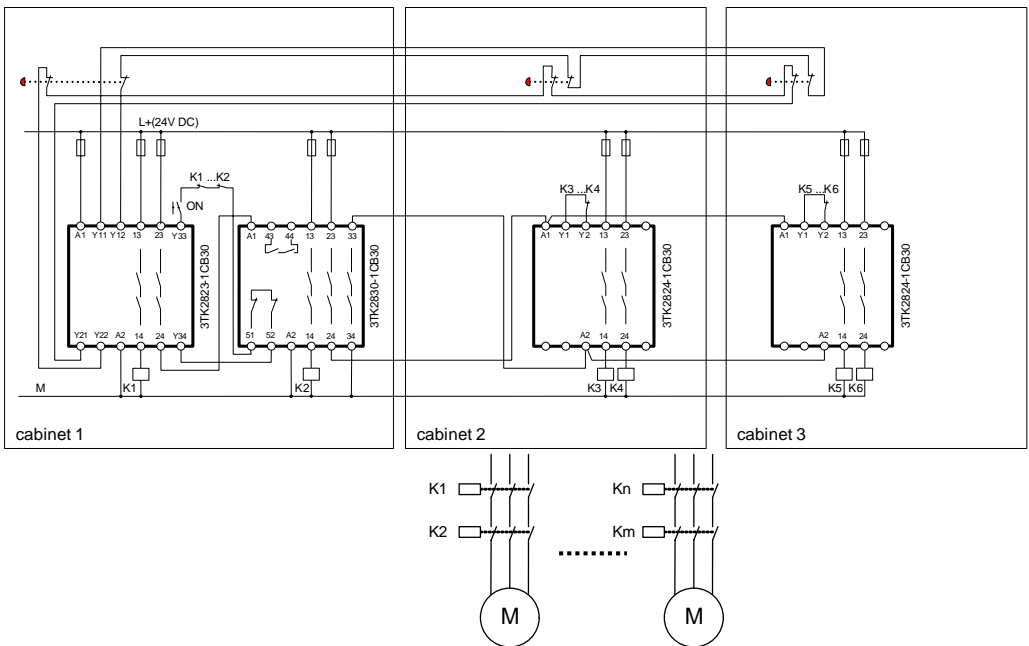 L+(24V DC)
K1 ...K2
ON
K3 ...K4
K5 ...K6
A1 Y11 Y12 13 23 Y33
A1 43 44 13 23 33
A1 Y1 Y2 13 23
A1 Y1 Y2 13 23
3TK2823-1CB30
3TK2830-1CB30
3TK2824-1CB30
3TK2824-1CB30
Y21 Y22 A2 14 24 Y34
51 52 A2 14 24 34
A2 14 24
A2 14 24
M K1 K2 K3 K4 K5 K6
cabinet 1
cabinet 2
cabinet 3
K1 Kn
K2 Km
M M